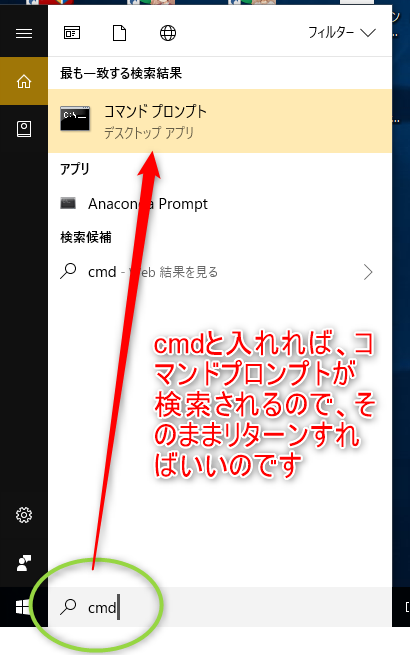 フィルター
最も一致する検索結果
コマンド プロンプト
デスクトップ アプリ
アプリ
Anaconda Prompt
検索候補
cmd - Web 結果を見る
cmdと入れれば、コ
マンドプロンプトが
検索されるので、そ
のままリターンすれ
ばいいのです
cmd